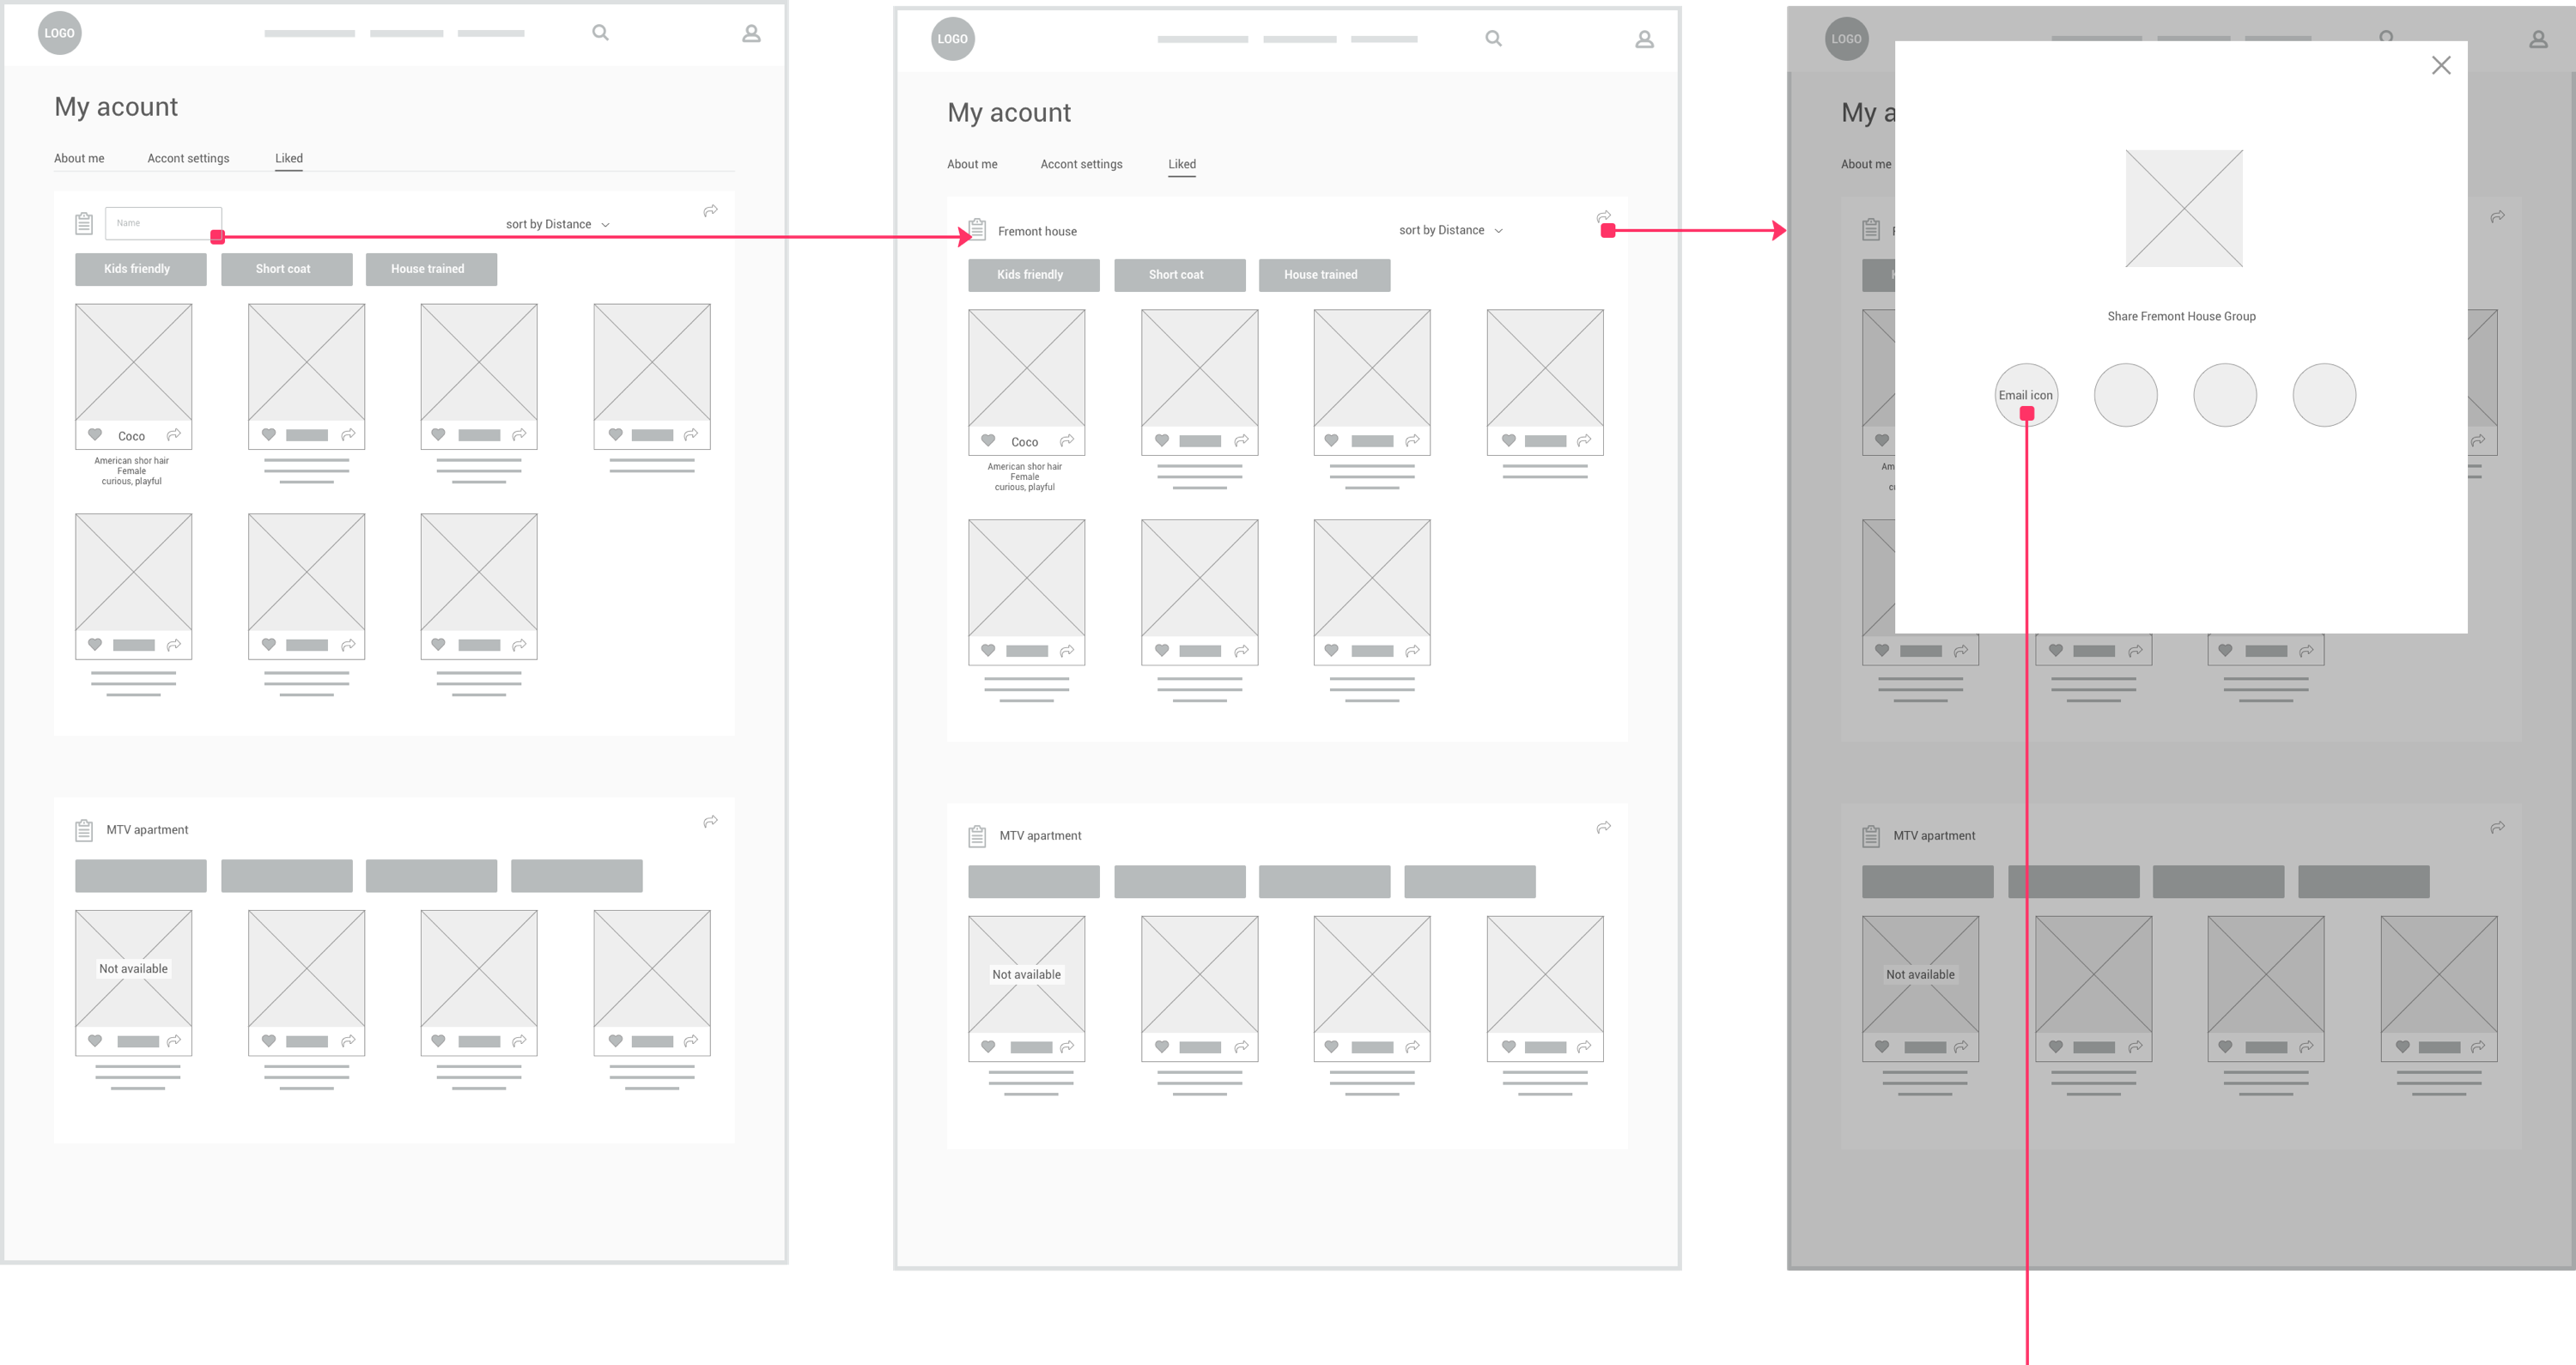 LOGO
My acount
About me Accont settings Liked
Name
sort by Distance
Kids friendly Short coat House trained
Coco
American shor hair
Female
curious, playful
MTV apartment
Not available
LOGO
My acount
About me Accont settings Liked
Fremont house
sort by Distance
Kids friendly Short coat House trained
Coco
American shor hair
Female
curious, playful
MTV apartment
Not available
LOGO
My a
About me
Share Fremont House Group
Email icon
Am
MTV apartment
Not available